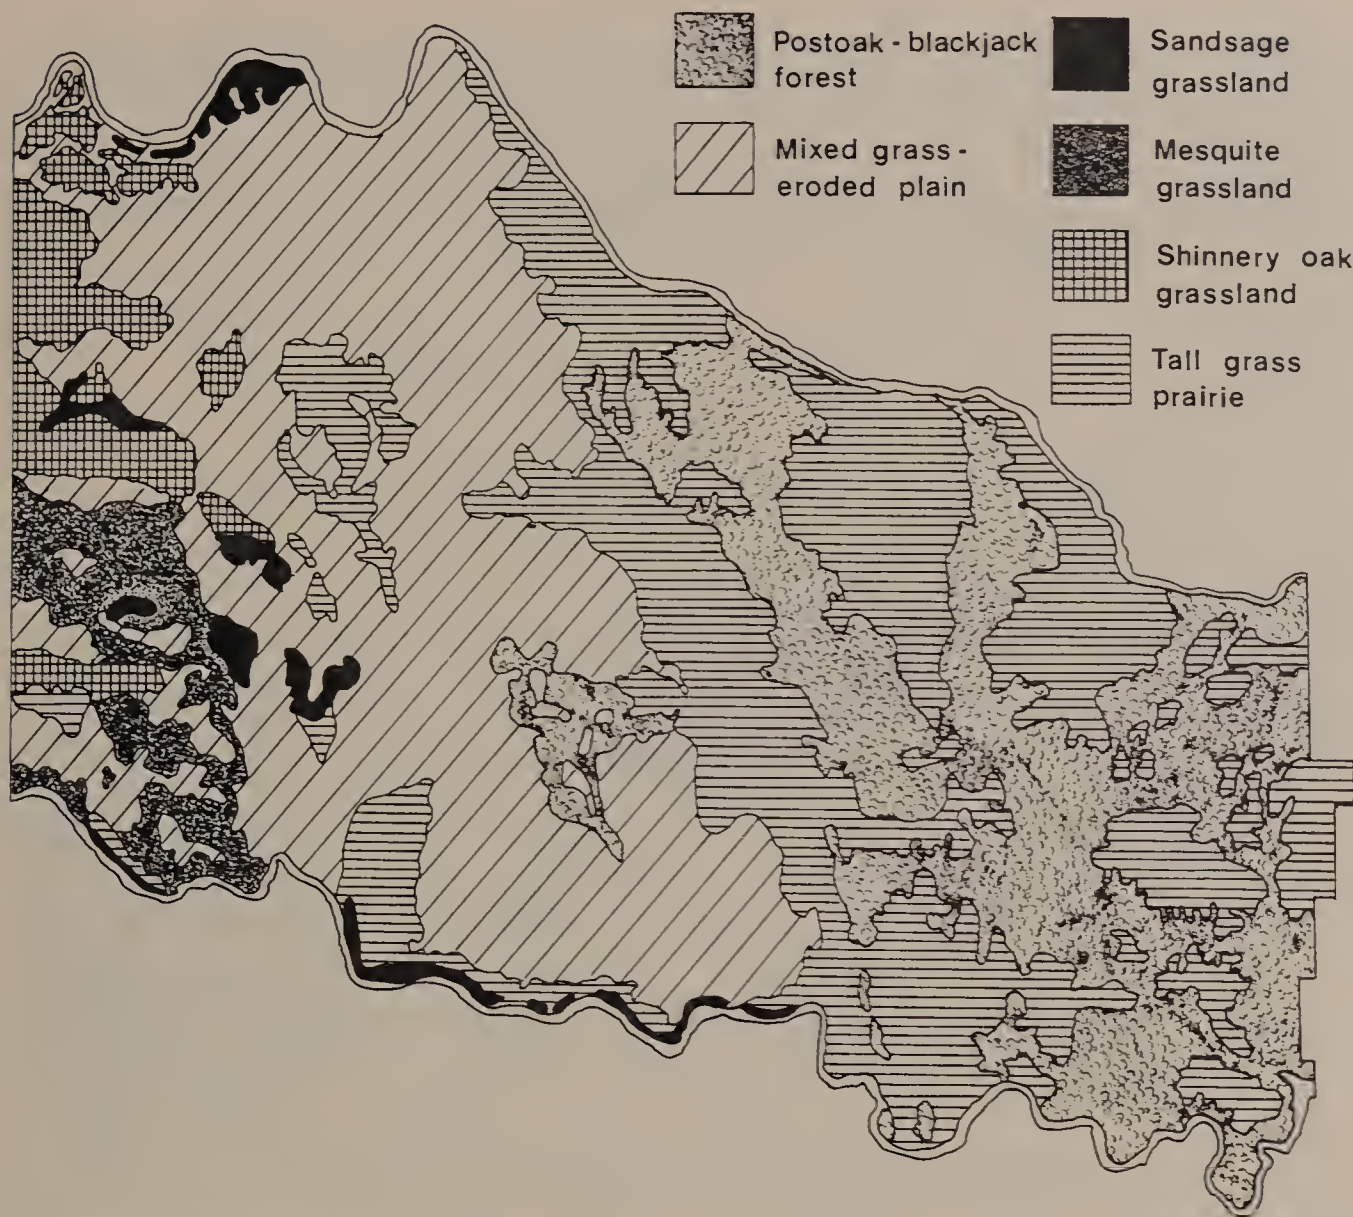 Postoak - blackjack
forest
Mixed grass -
eroded plain
Sandsage
grassland
Mesquite
grassland
Shinnery oak
grassland
Tall grass
prairie